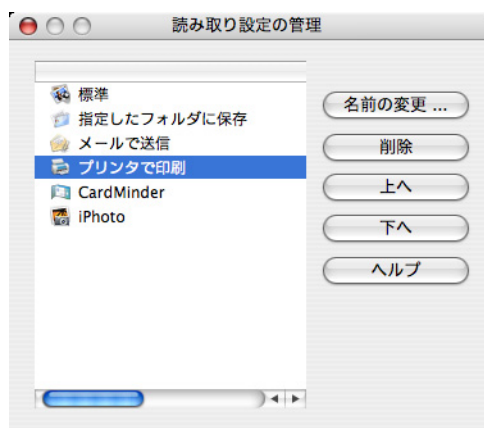 読み取り設定の管理
標準
指定したフォルダに保存
メールで送信
プリンタで印刷
CardMinder
iPhoto
名前の変更 ...
削除
上へ
下へ
ヘルプ